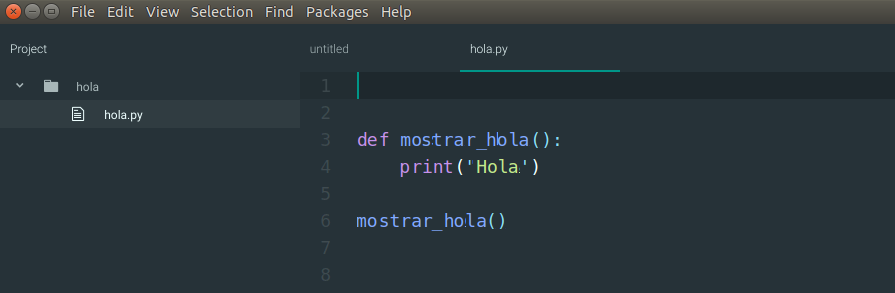 File Edit View Selection Find Packages Help
Project
untitled
hola.py
hola
hola.py
1
2
3 def mostrar_hola():
4     print('Hola')
5
6 mostrar_hola()
7
8